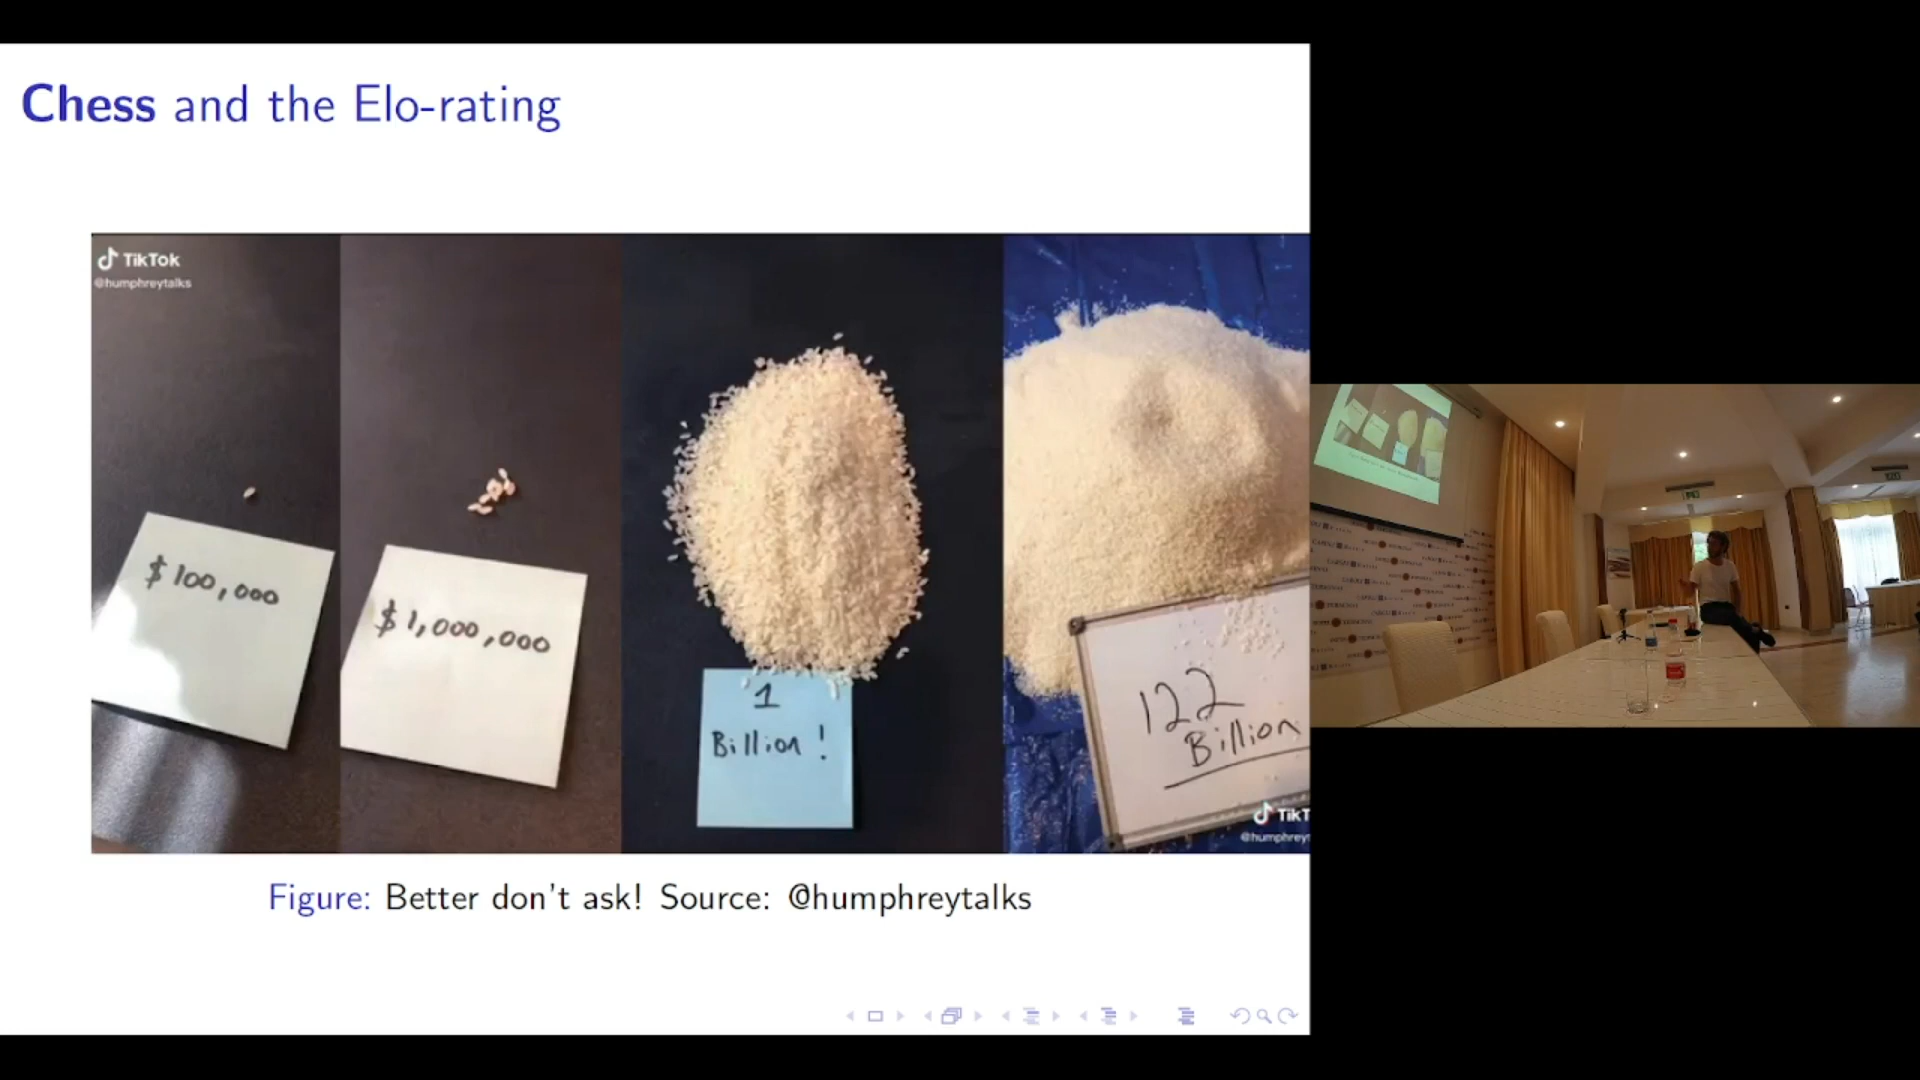 Chess and the Elo-rating
TikTok
@humphreytalks
$100,000
$1,000,000
1
Billion!
122
Billion
TikT
@humphreyt
Figure: Better don't ask! Source: @humphreytalks